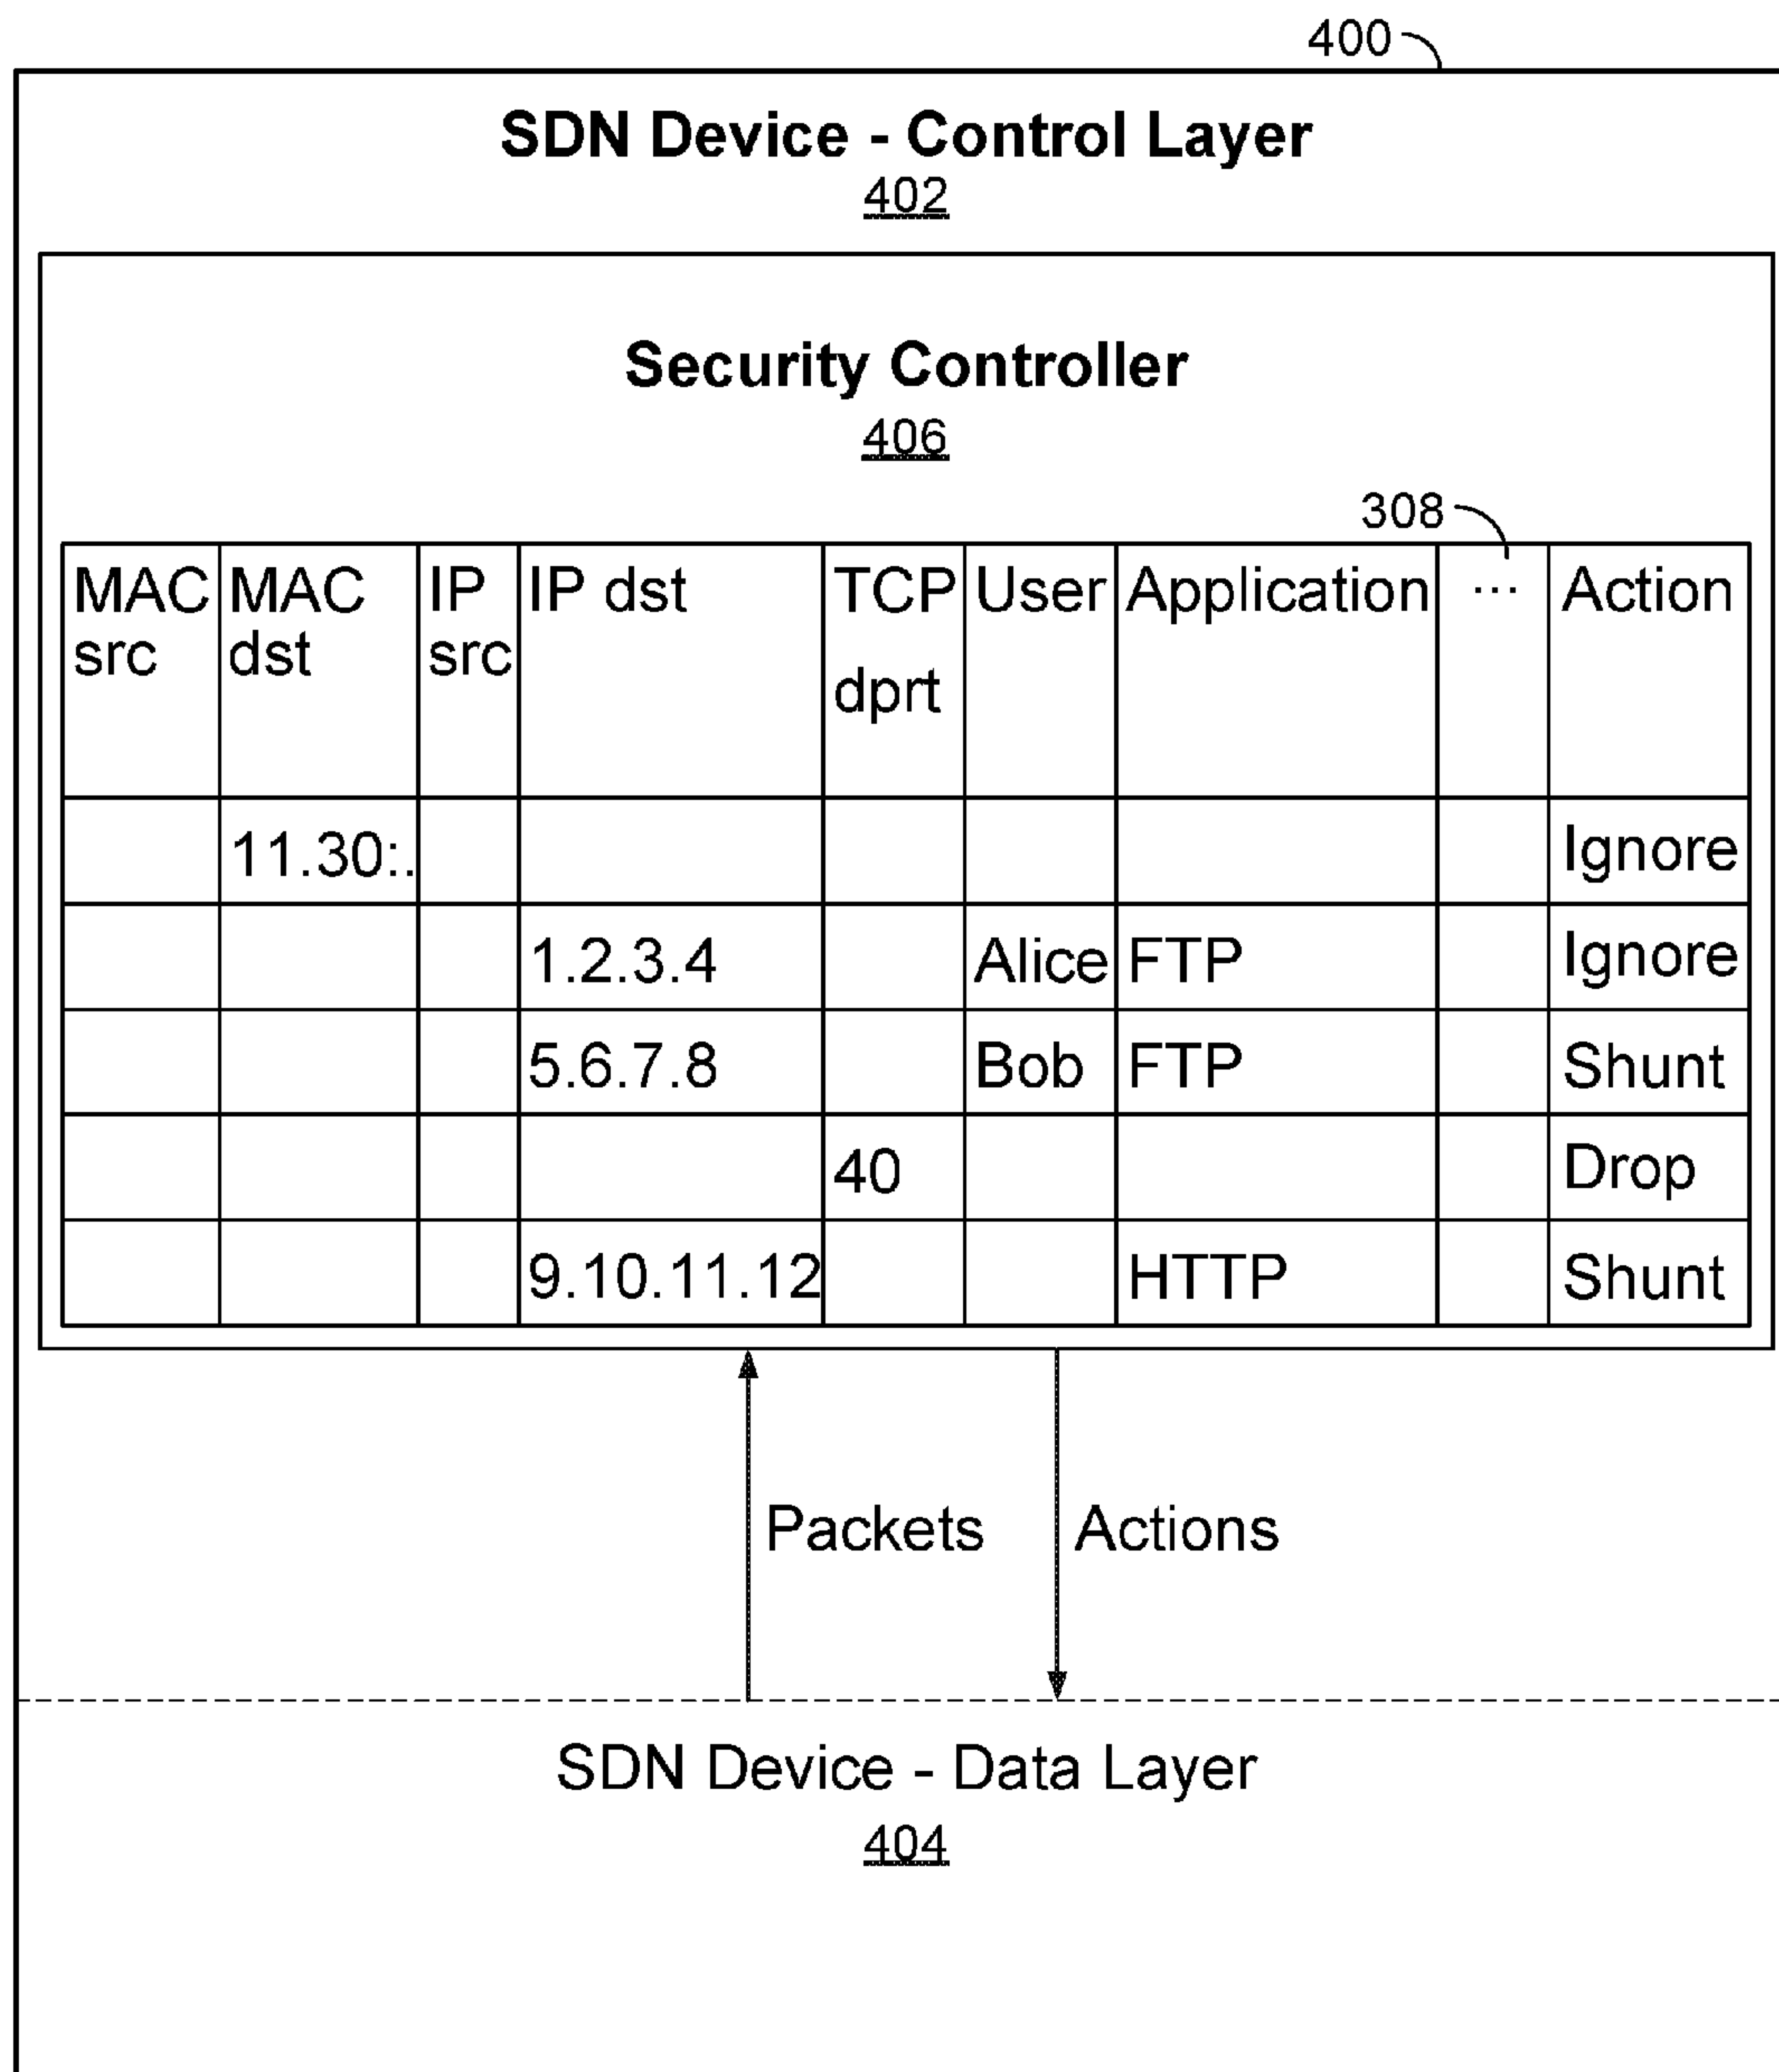 400
SDN Device - Control Layer
402
Security Controller
406
308
MAC src MAC dst IP src IP dst TCP dprt User Application ... Action
11.30:. Ignore
1.2.3.4 Alice FTP Ignore
5.6.7.8 Bob FTP Shunt
40 Drop
9.10.11.12 HTTP Shunt
Packets Actions
SDN Device - Data Layer
404